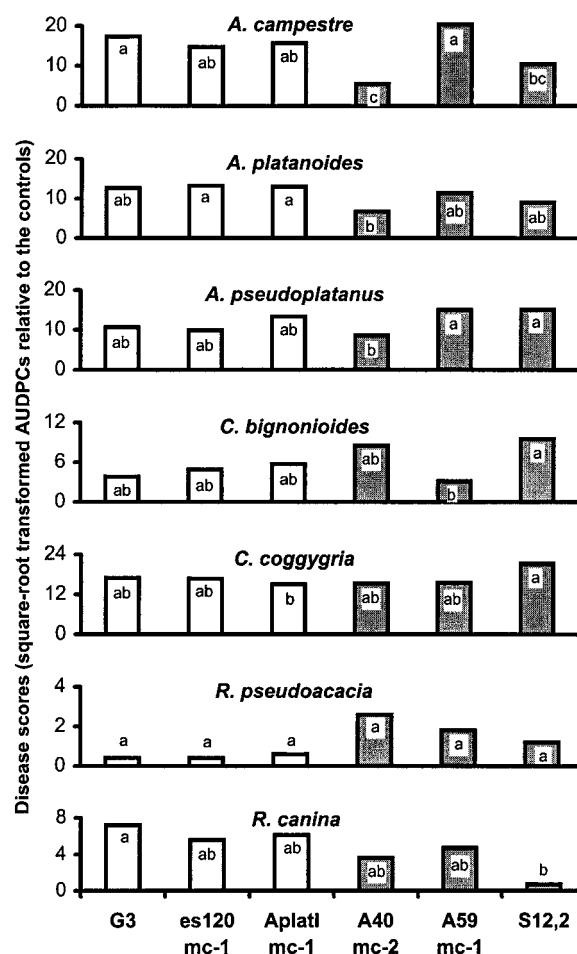 Disease scores (square-root transformed AUDPCs relative to the controls)
A. campestre
20
10
0
a
ab
ab
c
a
bc
A. platanoides
20
10
0
ab
a
a
b
ab
ab
A. pseudoplatanus
20
10
0
ab
ab
ab
b
a
a
C. bignonioides
12
6
0
ab
ab
ab
ab
b
a
C. coggygria
24
12
0
ab
ab
b
ab
ab
a
R. pseudoacacia
4
2
0
a
a
a
a
a
a
R. canina
8
4
0
a
ab
ab
ab
ab
b
G3 es120 Aplati A40 A59 S12,2
mc-1 mc-1 mc-2 mc-1